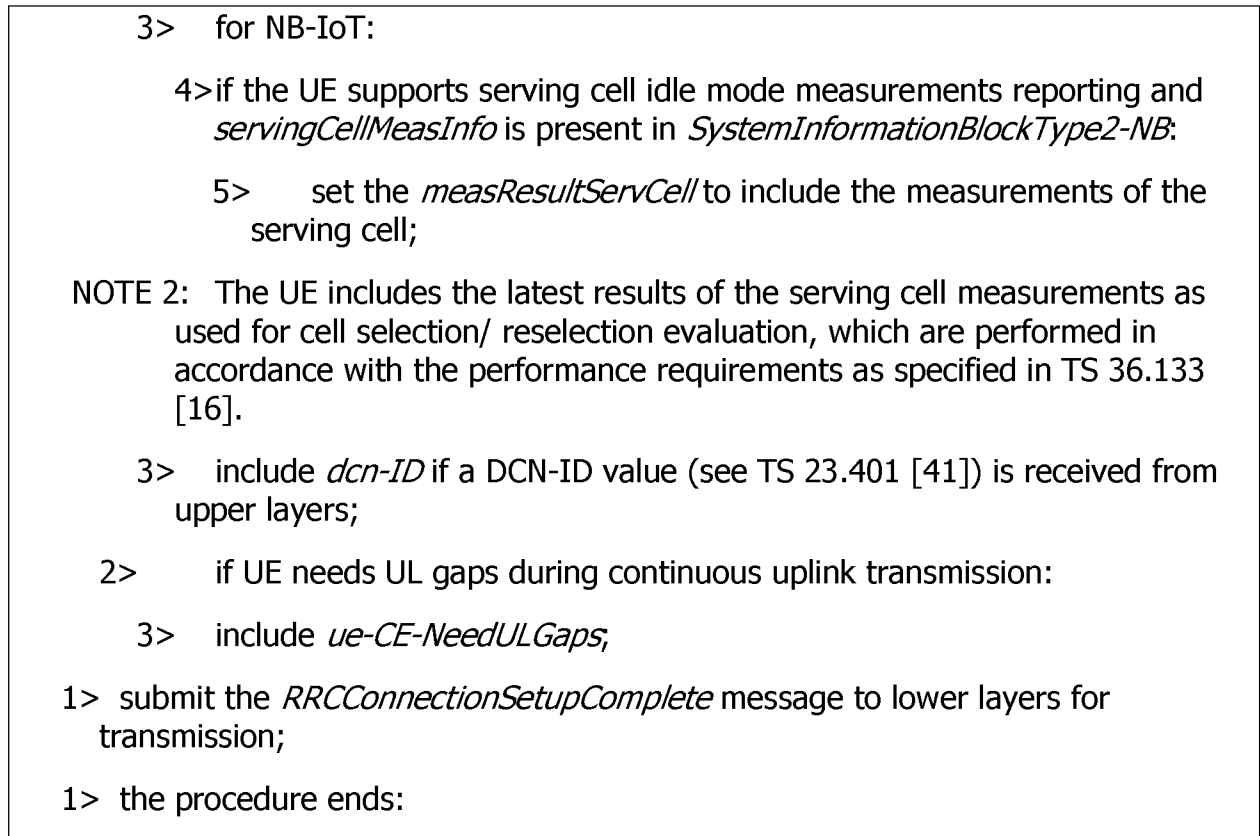 3> for NB-IoT:
4>if the UE supports serving cell idle mode measurements reporting and
servingCellMeasInfo is present in SystemInformationBlockType2-NB:
5> set the measResultServCell to include the measurements of the
serving cell;
NOTE 2: The UE includes the latest results of the serving cell measurements as
used for cell selection/ reselection evaluation, which are performed in
accordance with the performance requirements as specified in TS 36.133
[16].
3> include dcn-ID if a DCN-ID value (see TS 23.401 [41]) is received from
upper layers;
2> if UE needs UL gaps during continuous uplink transmission:
3> include ue-CE-NeedULGaps;
1> submit the RRCConnectionSetupComplete message to lower layers for
transmission;
1> the procedure ends: